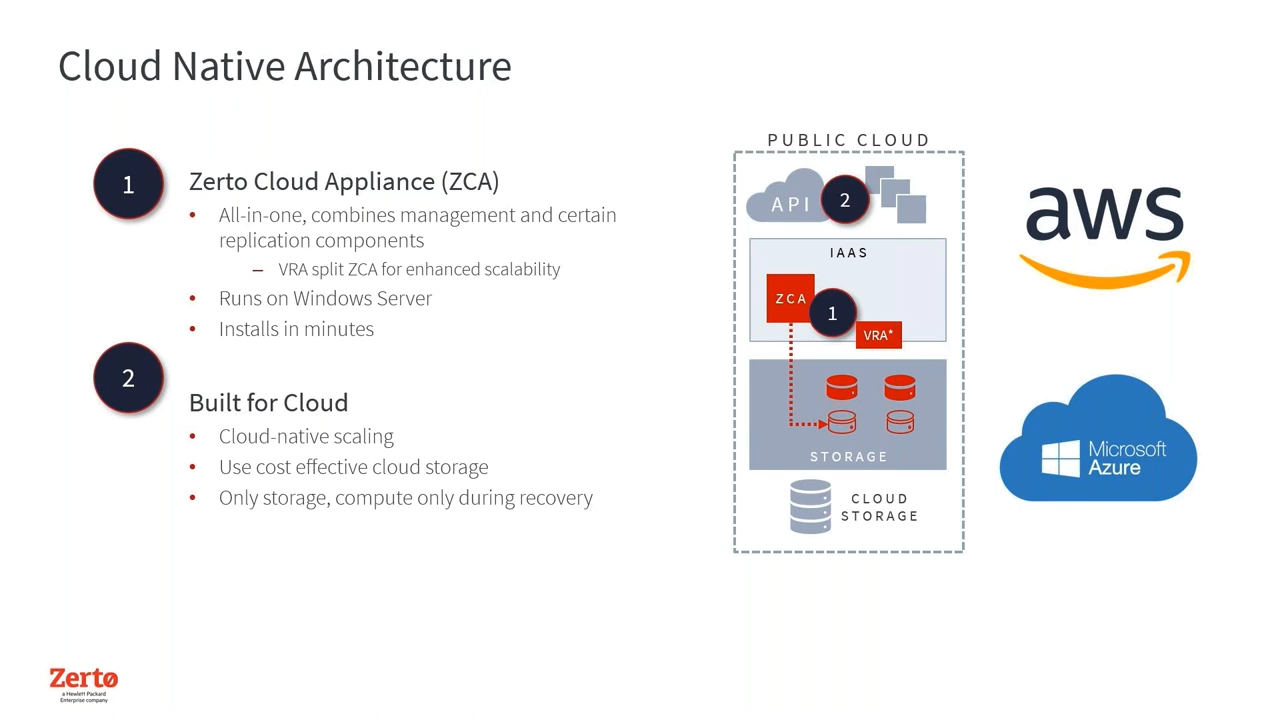 Cloud Native Architecture
1
Zerto Cloud Appliance (ZCA)
• All-in-one, combines management and certain
replication components
– VRA split ZCA for enhanced scalability
• Runs on Windows Server
• Installs in minutes
2
Built for Cloud
• Cloud-native scaling
• Use cost effective cloud storage
• Only storage, compute only during recovery
PUBLIC CLOUD
API
2
IAAS
ZCA
1
VRA*
STORAGE
CLOUD
STORAGE
aws
Microsoft
Azure
Zerto
a Hewlett Packard
Enterprise company